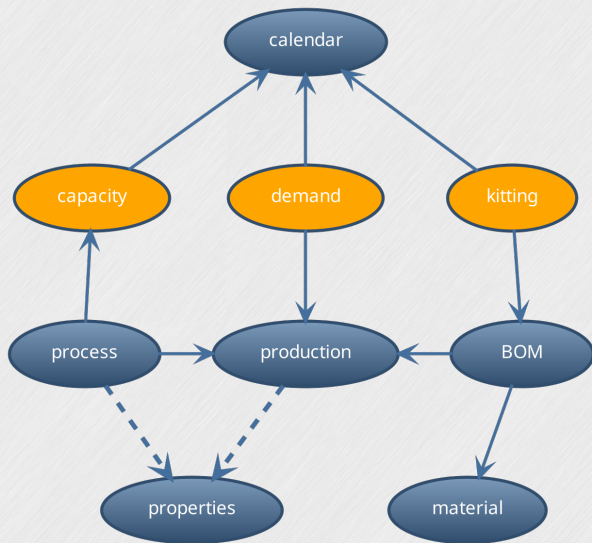 calendar
capacity
demand
kitting
process
production
BOM
properties
material